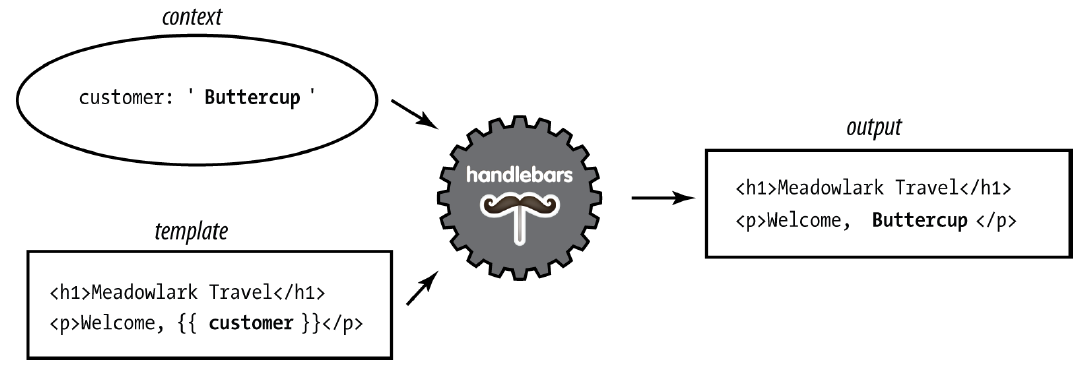 context
customer: ' Buttercup '
template
<h1>Meadowlark Travel</h1>
<p>Welcome, {{ customer }}</p>
handlebars
output
<h1>Meadowlark Travel</h1>
<p>Welcome, Buttercup </p>